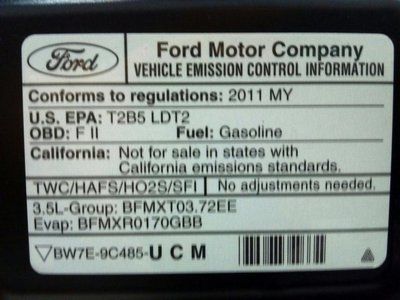 Ford
Ford Motor Company
VEHICLE EMISSION CONTROL INFORMATION
Conforms to regulations: 2011 MY
U.S. EPA: T2B5 LDT2
OBD: F II Fuel: Gasoline
California: Not for sale in states with
California emissions standards.
TWC/HAFS/HO2S/SFI No adjustments needed.
3.5L-Group: BFMXT03.72EE
Evap: BFMXR0170GBB
BW7E-9C485-U C M